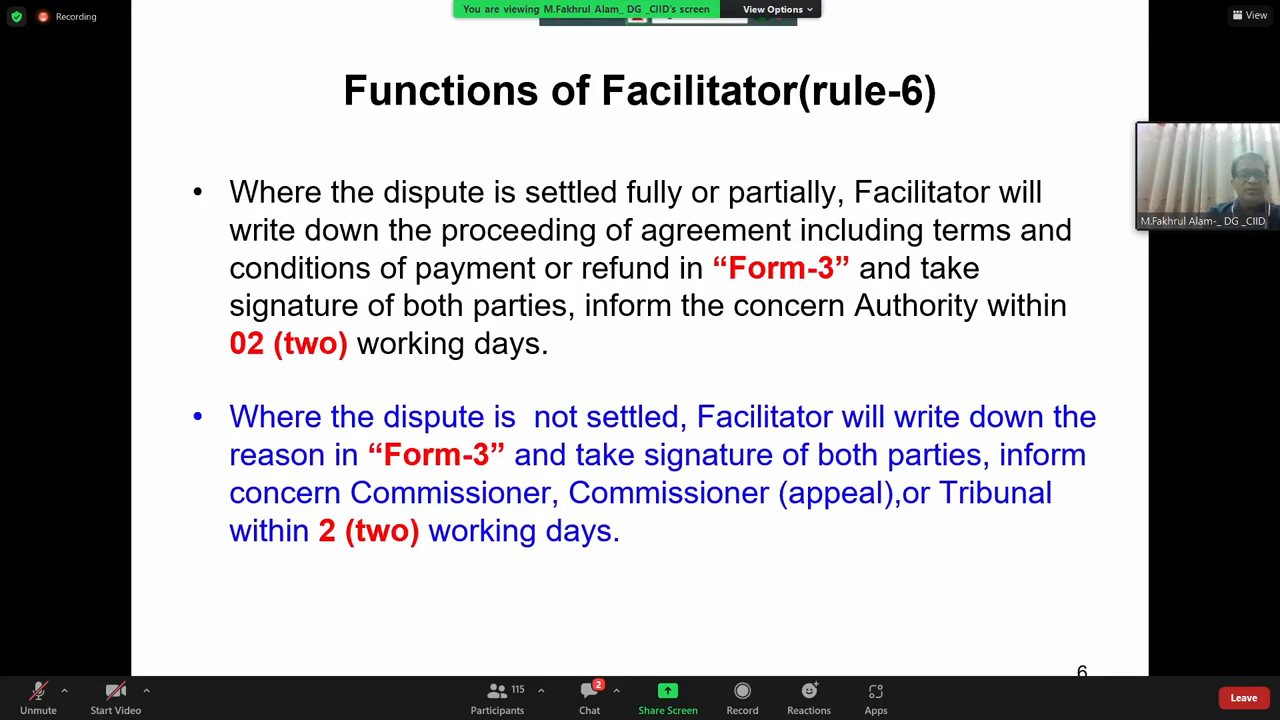 Recording
You are viewing M.Fakhrul Alam_ DG _CIID's screen
View Options
View
Functions of Facilitator(rule-6)
• Where the dispute is settled fully or partially, Facilitator will
write down the proceeding of agreement including terms and
conditions of payment or refund in “Form-3” and take
signature of both parties, inform the concern Authority within
02 (two) working days.
M.Fakhrul Alam-_ DG _CIID
• Where the dispute is  not settled, Facilitator will write down the
reason in “Form-3” and take signature of both parties, inform
concern Commissioner, Commissioner (appeal),or Tribunal
within 2 (two) working days.
6
Unmute
Start Video
115
Participants
2
Chat
Share Screen
Record
Reactions
Apps
Leave